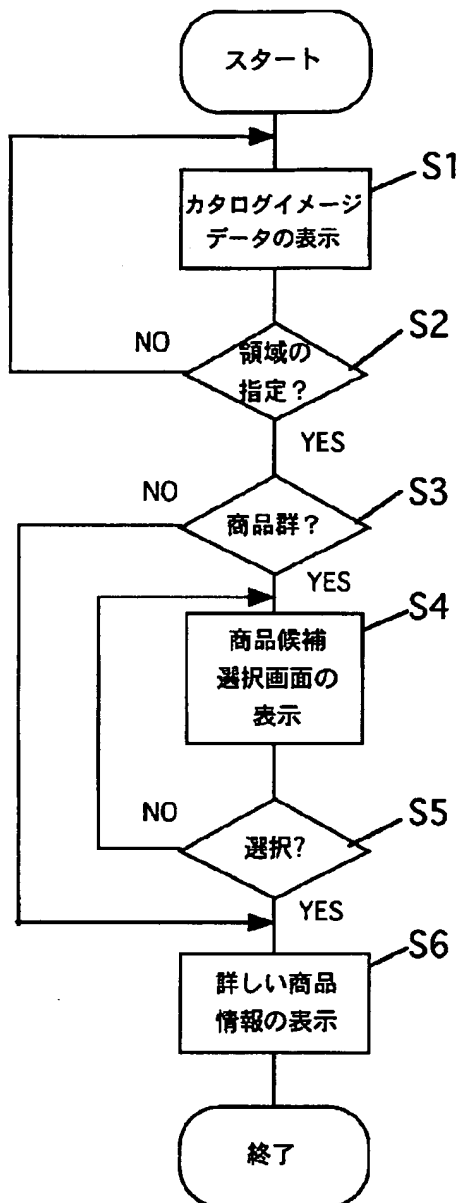 スタート
S1
カタログイメージ
データの表示
S2
NO
領域の
指定？
YES
NO
S3
商品群？
YES
S4
商品候補
選択画面の
表示
NO
S5
選択?
YES
S6
詳しい商品
情報の表示
終了